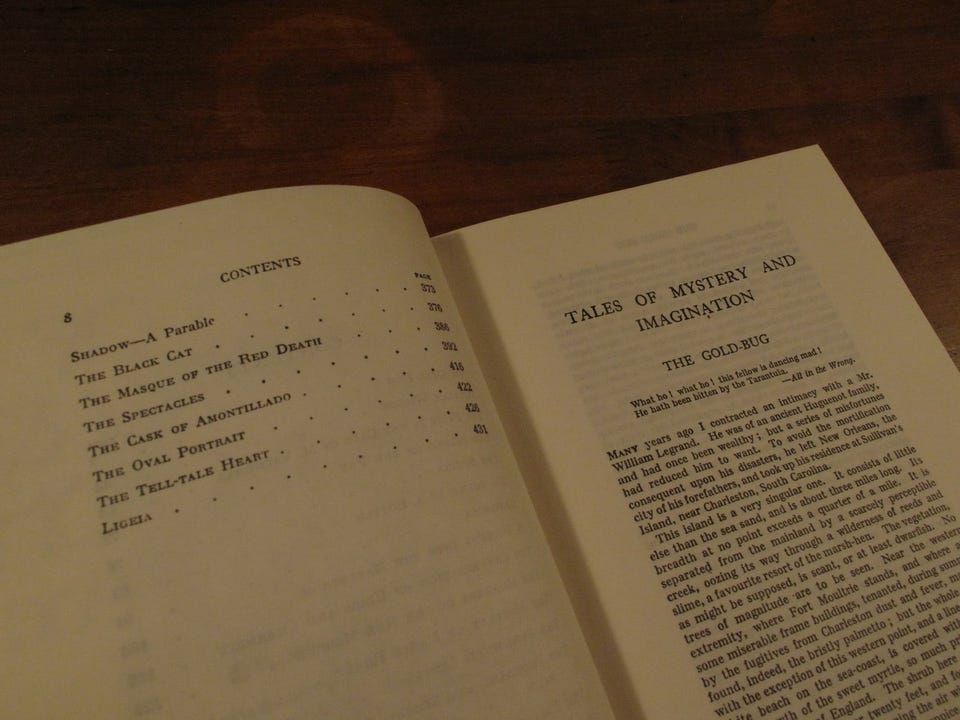 8
CONTENTS
PAGE
Shadow—A Parable . . . . . 373
The Black Cat . . . . . . 376
The Masque of the Red Death . . . . 386
The Spectacles . . . . . . 392
The Cask of Amontillado . . . . . 416
The Oval Portrait . . . . . . 422
The Tell-tale Heart . . . . . . 426
Ligeia . . . . . . . 431
TALES OF MYSTERY AND
IMAGINATION
THE GOLD-BUG
What ho! what ho! this fellow is dancing mad!
He hath been bitten by the Tarantula.
—All in the Wrong.
Many years ago I contracted an intimacy with a Mr.
William Legrand. He was of an ancient Huguenot family,
and had once been wealthy; but a series of misfortunes
had reduced him to want. To avoid the mortification
consequent upon his disasters, he left New Orleans, the
city of his forefathers, and took up his residence at Sullivan's
Island, near Charleston, South Carolina.
This island is a very singular one. It consists of little
else than the sea sand, and is about three miles long. Its
breadth at no point exceeds a quarter of a mile. It is
separated from the mainland by a scarcely perceptible
creek, oozing its way through a wilderness of reeds and
slime, a favourite resort of the marsh-hen. The vegetation,
as might be supposed, is scant, or at least dwarfish. No
trees of magnitude are to be seen. Near the western
extremity, where Fort Moultrie stands, and where a
some miserable frame buildings, tenanted, during sum
by the fugitives from Charleston dust and fever, m
found, indeed, the bristly palmetto; but the whole
with the exception of this western point, and a line
beach on the sea-coast, is covered with
of the sweet myrtle, so much pr
of England. The shrub here
twenty feet, and fo
the air w